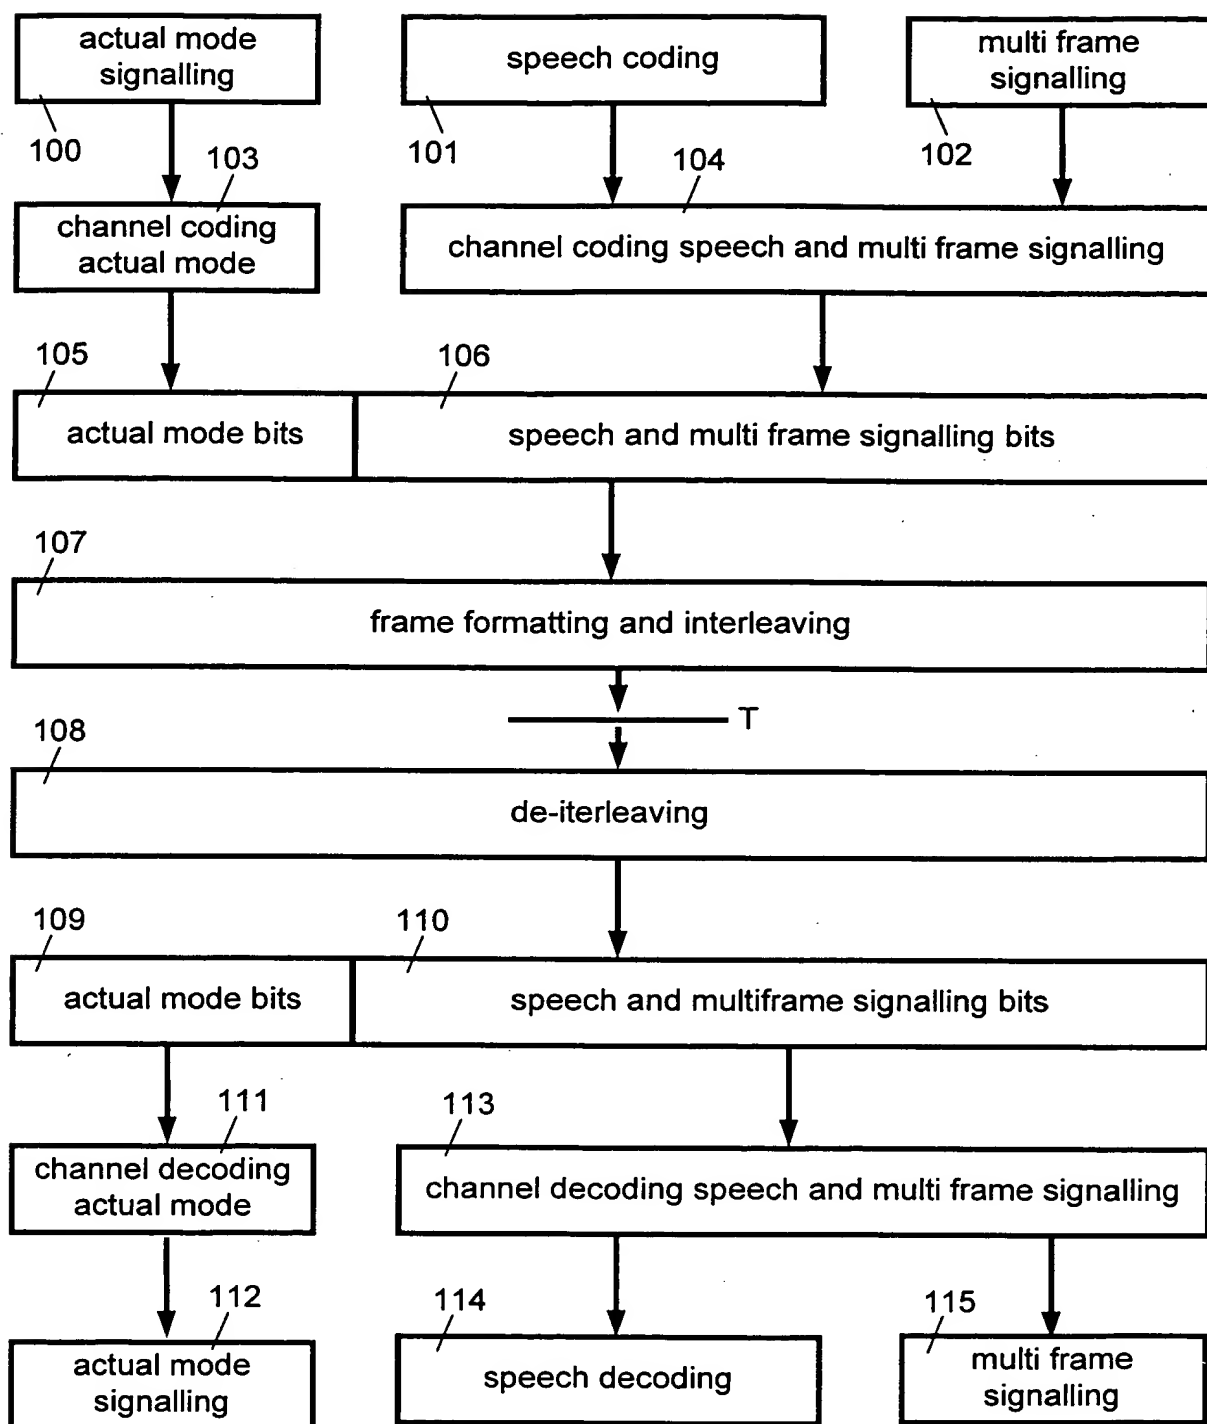 actual mode
signalling
speech coding
multi frame
signalling
100
101
102
103
104
channel coding
actual mode
channel coding speech and multi frame signalling
105
106
actual mode bits
speech and multi frame signalling bits
107
frame formatting and interleaving
T
108
de-iterleaving
109
110
actual mode bits
speech and multiframe signalling bits
111
113
channel decoding
actual mode
channel decoding speech and multi frame signalling
112
114
115
actual mode
signalling
speech decoding
multi frame
signalling